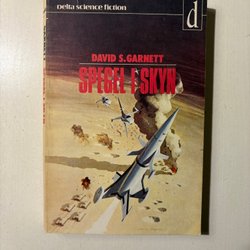 Delta science fiction
d
DAVID S. GARNETT
SPEGEL I SKYN